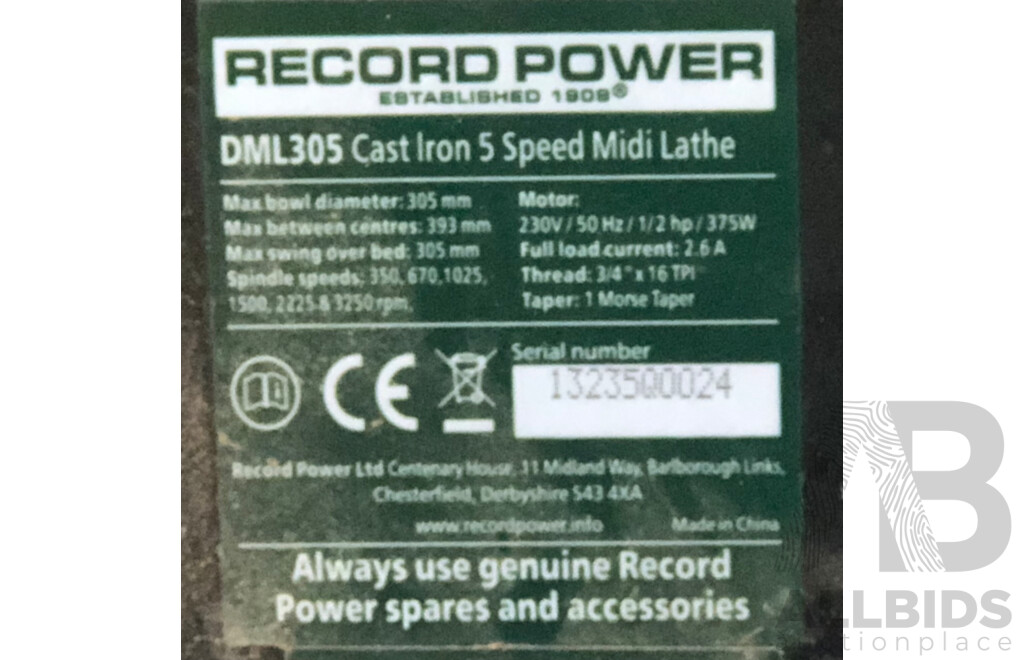 RECORD POWER
ESTABLISHED 1909®
DML305 Cast Iron 5 Speed Midi Lathe
Max bowl diameter: 305 mm
Max between centres: 393 mm
Max swing over bed: 305 mm
Spindle speeds: 350, 670,1025,
1500, 2225 & 3250 rpm.
Motor:
230V / 50 Hz / 1/2 hp / 375W
Full load current: 2.6 A
Thread: 3/4" x 16 TPI
Taper: 1 Morse Taper
CE
Serial number
13235Q0024
Record Power Ltd Centenary House, 11 Midland Way, Barlborough Links,
Chesterfield, Derbyshire S43 4XA
www.recordpower.info Made in China
Always use genuine Record
Power spares and accessories
AB
ALLBIDS
auctionplace